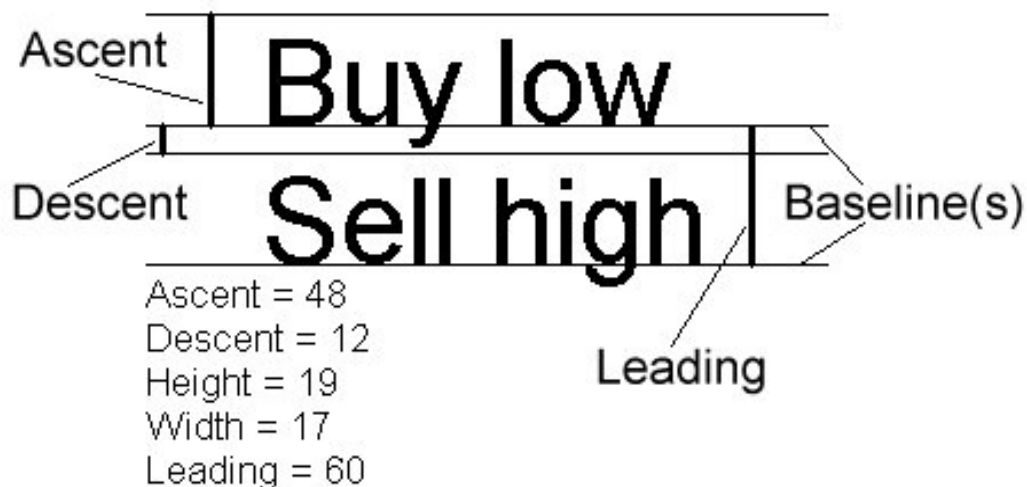 Ascent
Buy low
Descent
Sell high
Baseline(s)
Ascent = 48
Descent = 12
Height = 19
Width = 17
Leading = 60
Leading